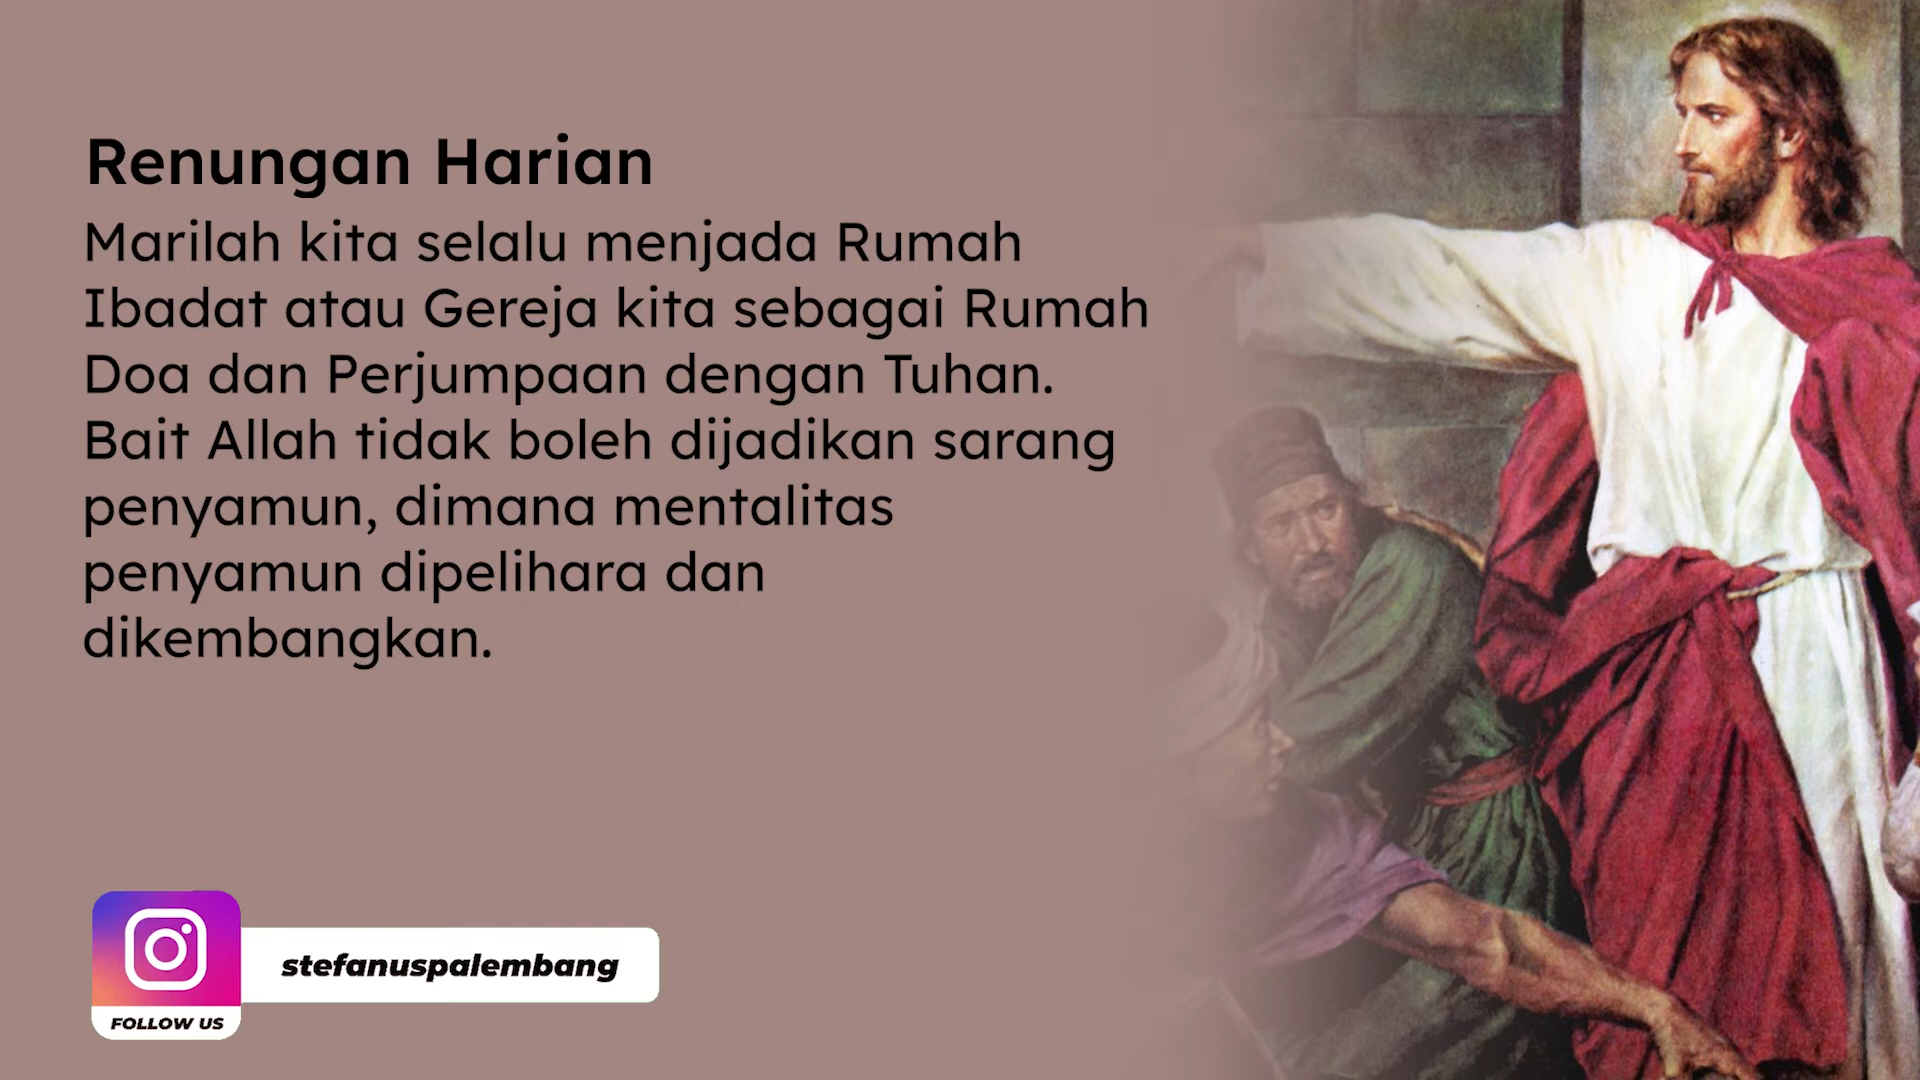 Renungan Harian
Marilah kita selalu menjada Rumah
Ibadat atau Gereja kita sebagai Rumah
Doa dan Perjumpaan dengan Tuhan.
Bait Allah tidak boleh dijadikan sarang
penyamun, dimana mentalitas
penyamun dipelihara dan
dikembangkan.
stefanuspalembang
FOLLOW US